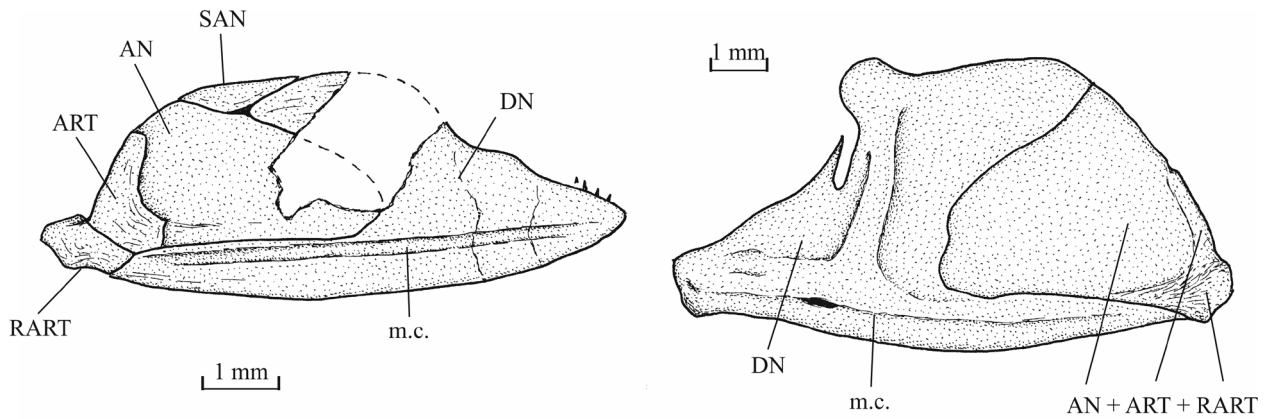 SAN
AN
ART
DN
RART
m.c.
1 mm
1 mm
DN
m.c.
AN + ART + RART